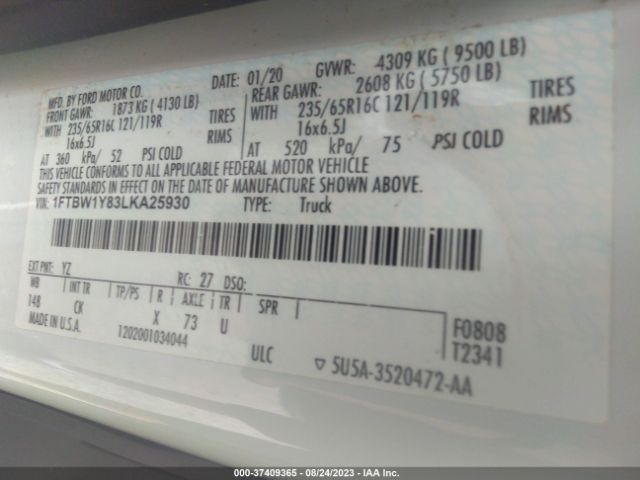 MFD. BY FORD MOTOR CO. DATE: 01/20 GVWR: 4309 KG ( 9500 LB)
FRONT GAWR: 1873 KG ( 4130 LB) REAR GAWR: 2608 KG ( 5750 LB)
WITH 235/65R16C 121/119R TIRES WITH 235/65R16C 121/119R TIRES
16x6.5J RIMS 16x6.5J RIMS
AT 360 kPa/ 52 PSI COLD AT 520 kPa/ 75 PSI COLD
THIS VEHICLE CONFORMS TO ALL APPLICABLE FEDERAL MOTOR VEHICLE
SAFETY STANDARDS IN EFFECT ON THE DATE OF MANUFACTURE SHOWN ABOVE.
VIN: 1FTBW1Y83LKA25930 TYPE: Truck
EXT PNT: YZ RC: 27 DSO:
WB INT TR TP/PS R AXLE TR SPR
148 CK X 73 U
F0808
T2341
MADE IN U.S.A. 1202001034044
ULC 5U5A-3520472-AA
000-37409365 - 08/24/2023 - IAA Inc.